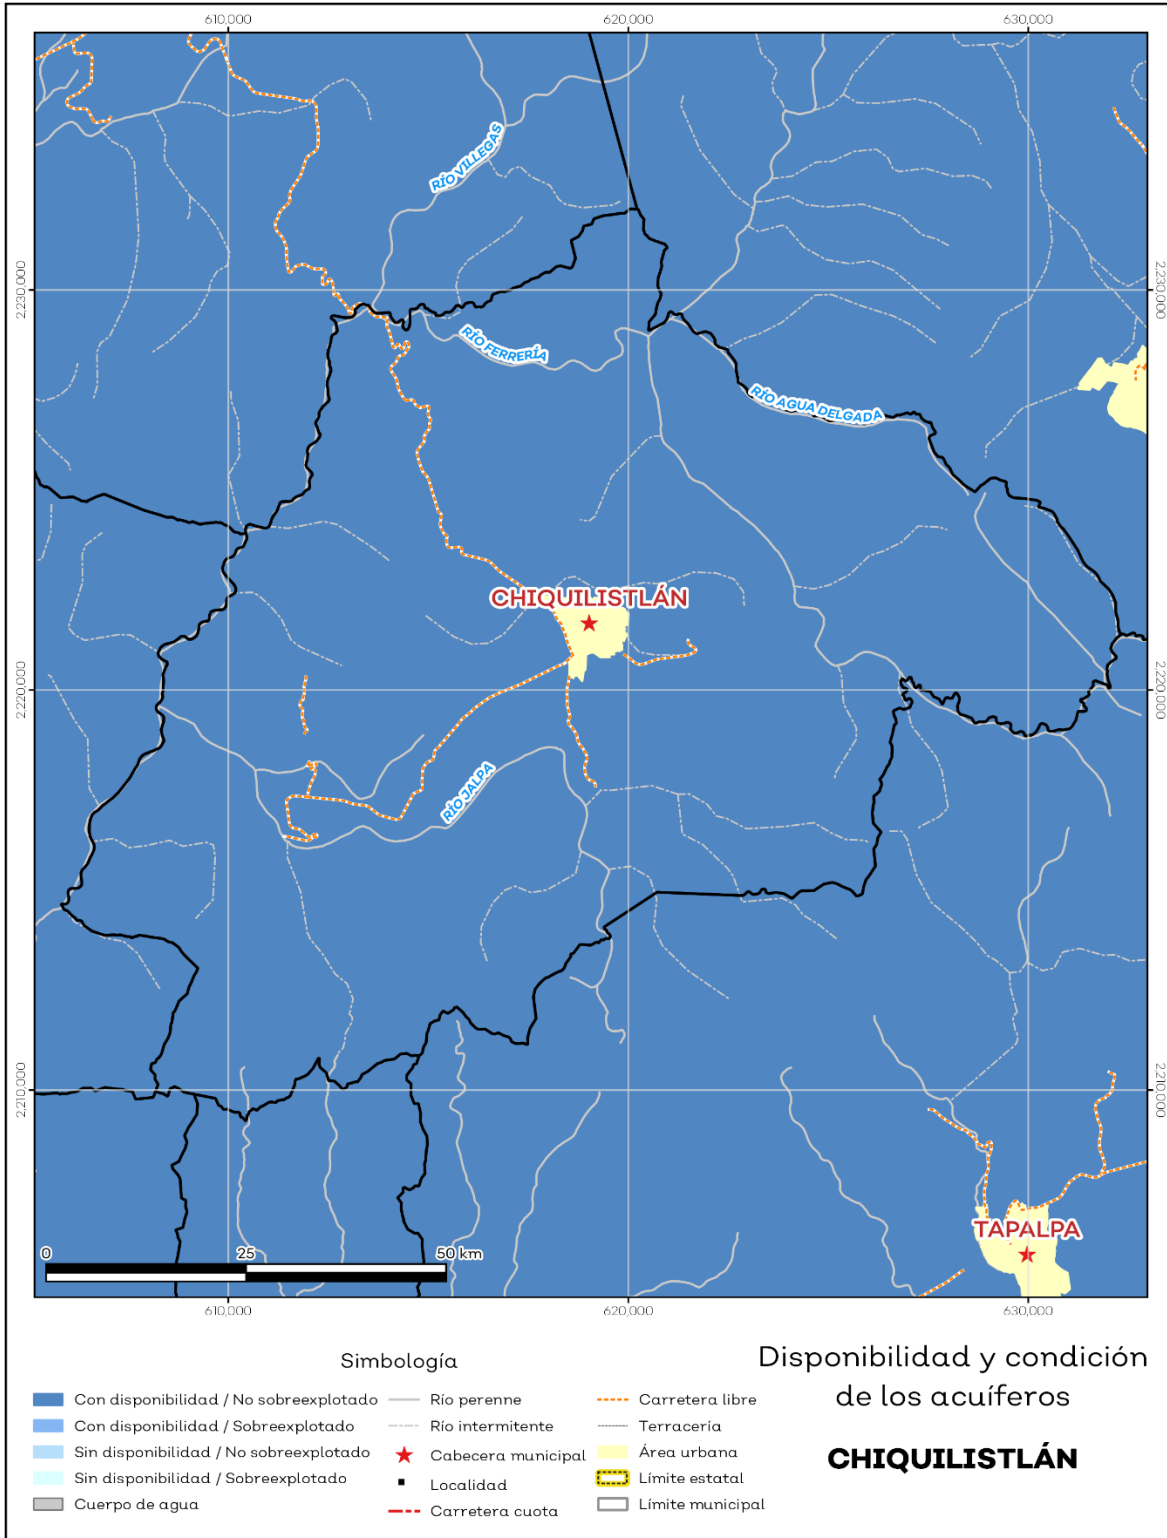 610,000
620,000
630,000
RÍO VILLEGAS
2,230,000
2,230,000
RÍO FERRERÍA
RÍO AGUA DELGADA
CHIQUILISTLÁN
2,220,000
2,220,000
RÍO JALPA
2,210,000
2,210,000
TAPALPA
0
25
50 km
610,000
620,000
630,000
Simbología
Con disponibilidad / No sobreexplotado
Con disponibilidad / Sobreexplotado
Sin disponibilidad / No sobreexplotado
Sin disponibilidad / Sobreexplotado
Cuerpo de agua
Río perenne
Río intermitente
Cabecera municipal
Localidad
Carretera cuota
Carretera libre
Terracería
Área urbana
Límite estatal
Límite municipal
Disponibilidad y condición
de los acuíferos
CHIQUILISTLÁN